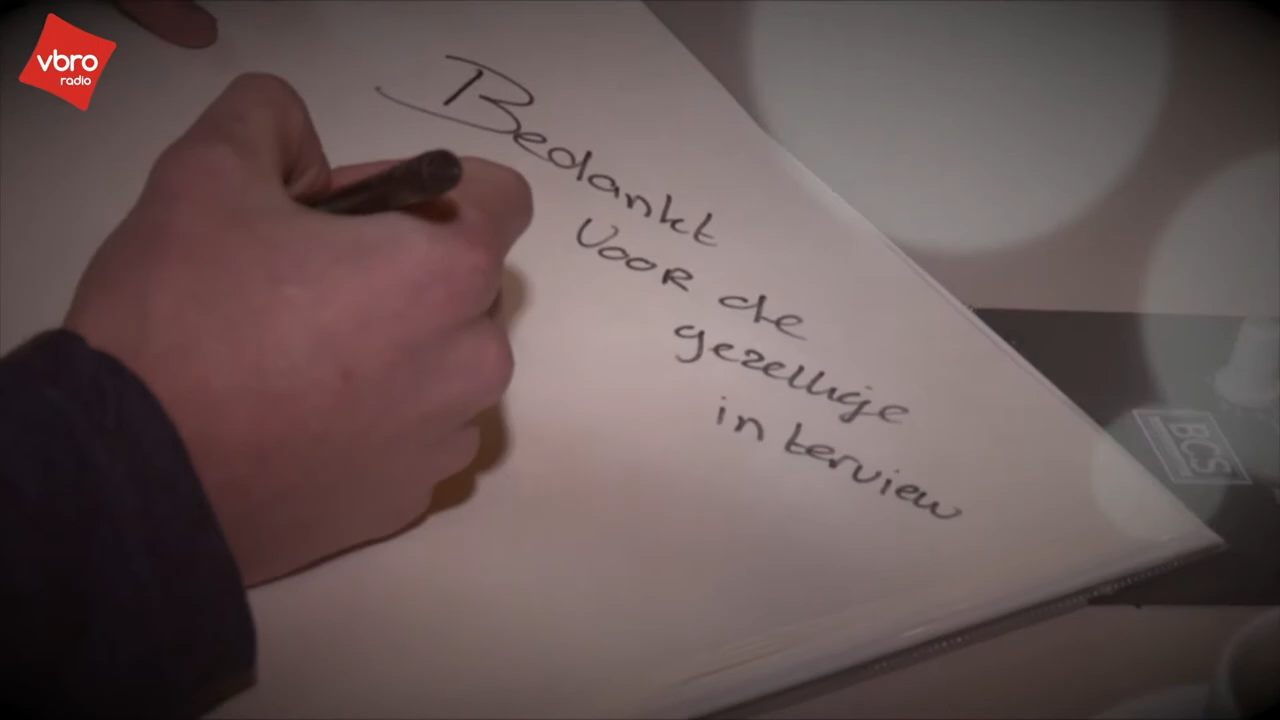 vbro
radio
Bedankt
voor de
gezellige
interview
BCS